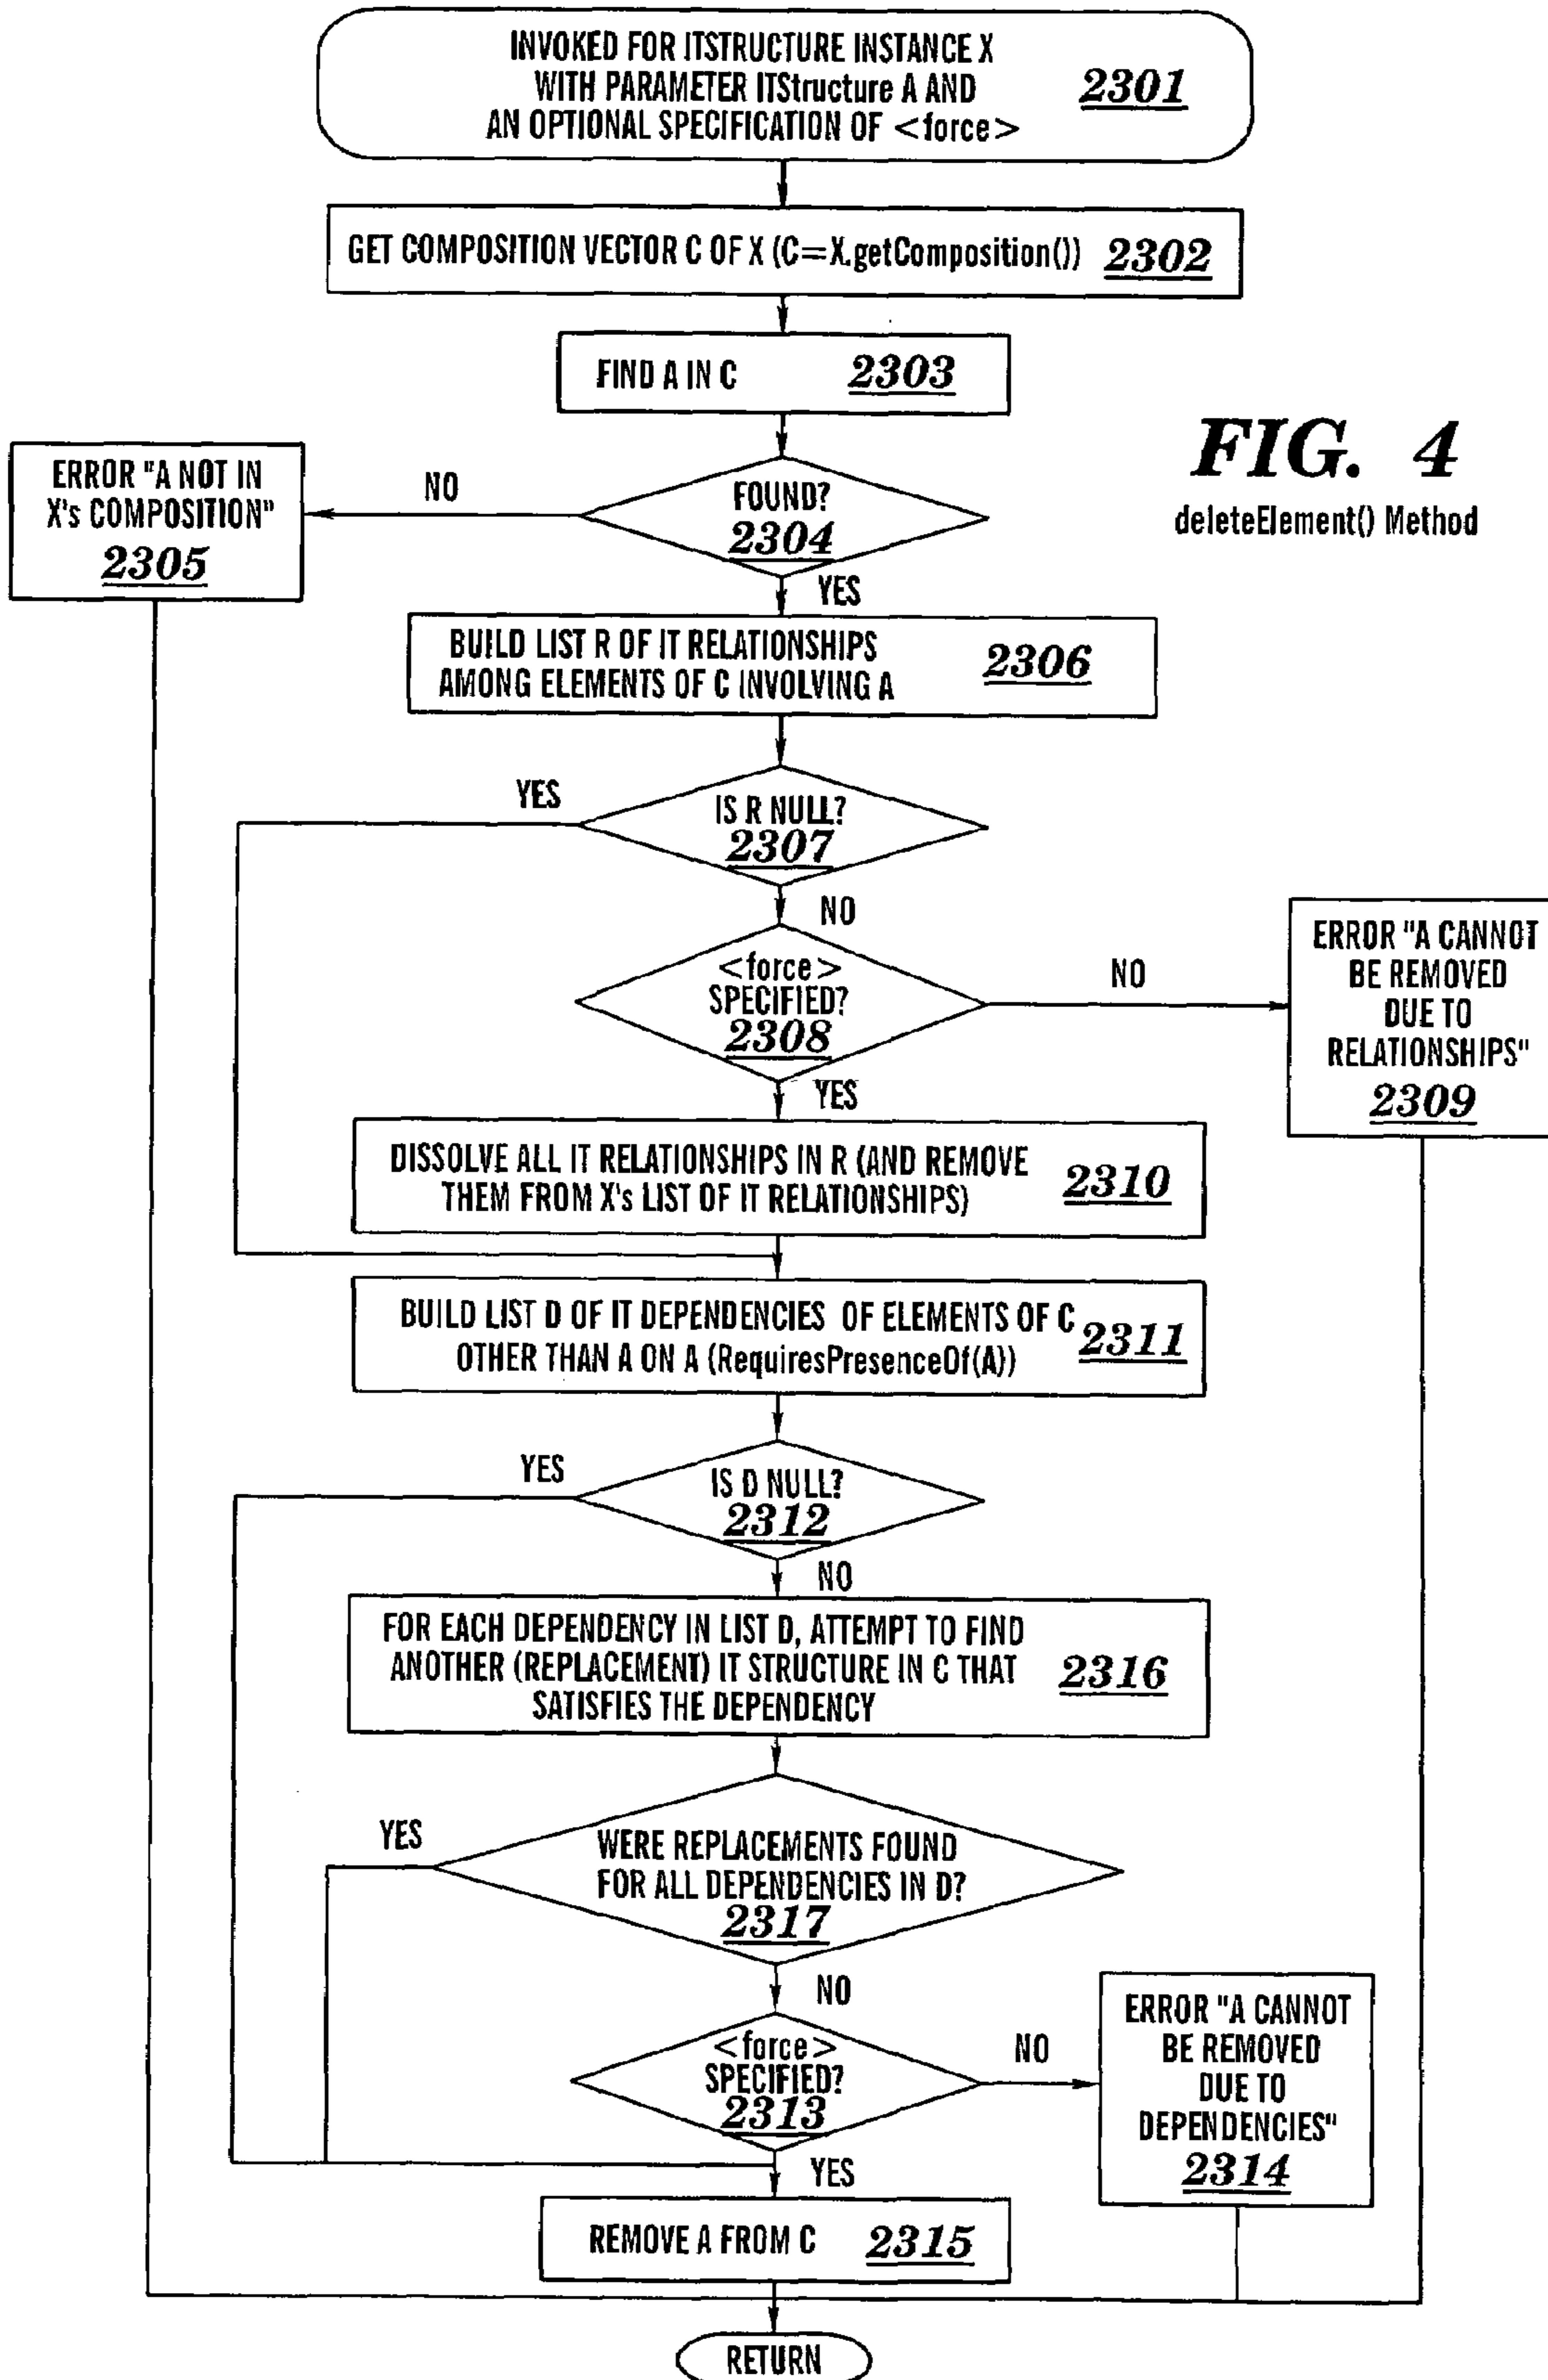 INVOKED FOR ITSTRUCTURE INSTANCE X
WITH PARAMETER ITStructure A AND
AN OPTIONAL SPECIFICATION OF <force>
2301
GET COMPOSITION VECTOR C OF X (C=X.getComposition()) 2302
FIND A IN C 2303
FIG. 4
deleteElement() Method
ERROR "A NOT IN
X's COMPOSITION"
2305
NO
FOUND?
2304
YES
BUILD LIST R OF IT RELATIONSHIPS
AMONG ELEMENTS OF C INVOLVING A
2306
YES
IS R NULL?
2307
NO
<force>
SPECIFIED?
2308
NO
ERROR "A CANNOT
BE REMOVED
DUE TO
RELATIONSHIPS"
2309
YES
DISSOLVE ALL IT RELATIONSHIPS IN R (AND REMOVE
THEM FROM X's LIST OF IT RELATIONSHIPS)
2310
BUILD LIST D OF IT DEPENDENCIES OF ELEMENTS OF C
OTHER THAN A ON A (RequiresPresenceOf(A))
2311
YES
IS D NULL?
2312
NO
FOR EACH DEPENDENCY IN LIST D, ATTEMPT TO FIND
ANOTHER (REPLACEMENT) IT STRUCTURE IN C THAT
SATISFIES THE DEPENDENCY
2316
YES
WERE REPLACEMENTS FOUND
FOR ALL DEPENDENCIES IN D?
2317
NO
<force>
SPECIFIED?
2313
NO
ERROR "A CANNOT
BE REMOVED
DUE TO
DEPENDENCIES"
2314
YES
REMOVE A FROM C 2315
RETURN